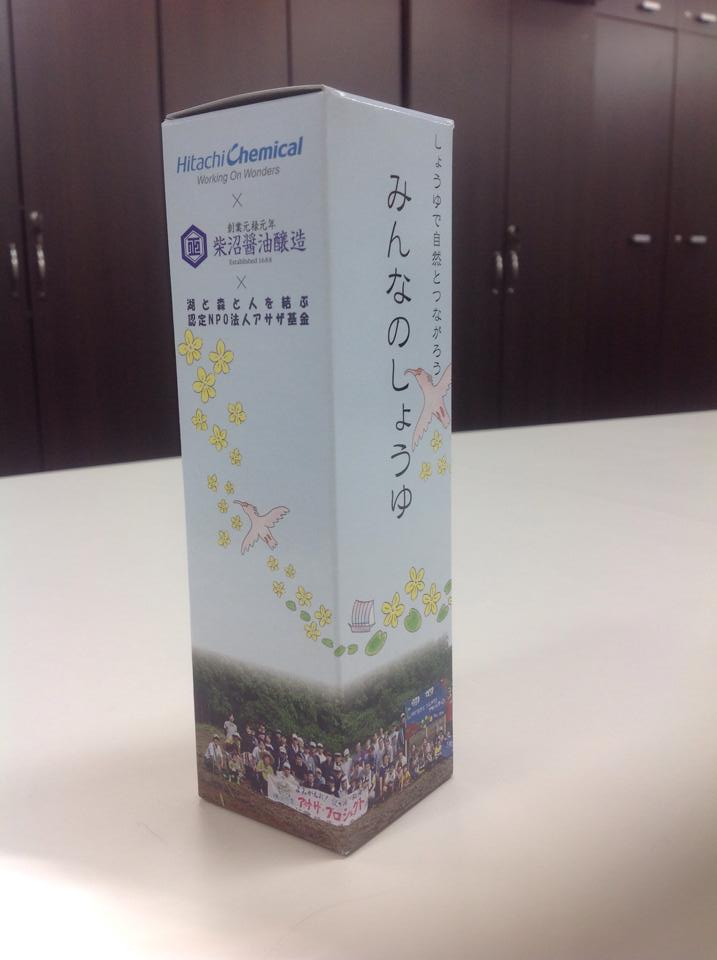 Hitachi Chemical
Working On Wonders
×
創業元禄元年
柴沼醤油醸造
Established 1688
×
湖と森と人を結ぶ
認定NPO法人アサザ基金
しょうゆで自然とつながろう
みんなのしょうゆ
アサザ・プロジェクト